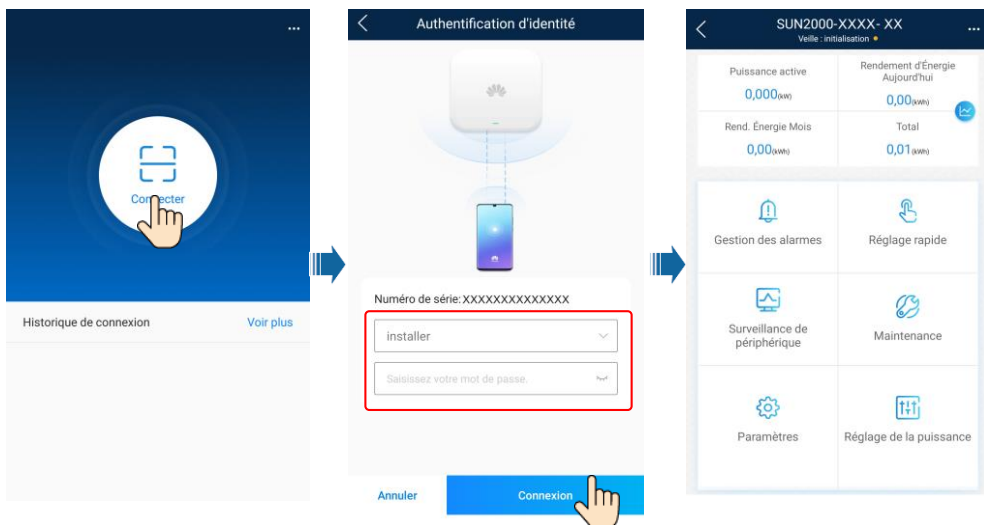 ...
Connecter
Historique de connexion
Voir plus
Authentification d'identité
Numéro de série: XXXXXXXXXXXXXX
installer
Saisissez votre mot de passe.
Annuler
Connexion
SUN2000-XXXX- XX
Veille : initialisation
...
Puissance active
0,000(kW)
Rendement d'Énergie
Aujourd'hui
0,00(kWh)
Rend. Énergie Mois
0,00(kWh)
Total
0,01(kWh)
Gestion des alarmes
Réglage rapide
Surveillance de
périphérique
Maintenance
Paramètres
Réglage de la puissance